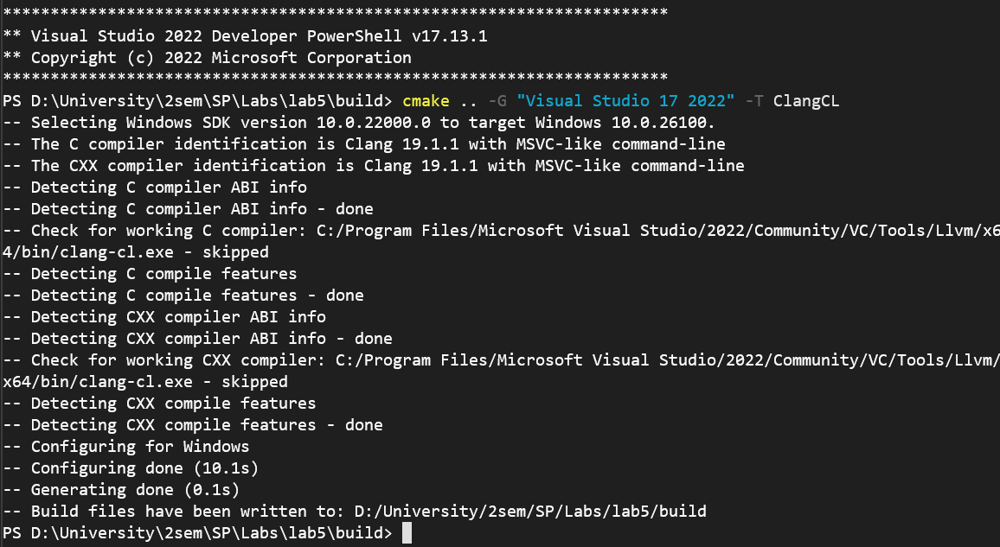 **********************************************************************
** Visual Studio 2022 Developer PowerShell v17.13.1
** Copyright (c) 2022 Microsoft Corporation
**********************************************************************
PS D:\University\2sem\SP\Labs\lab5\build> cmake .. -G "Visual Studio 17 2022" -T ClangCL
-- Selecting Windows SDK version 10.0.22000.0 to target Windows 10.0.26100.
-- The C compiler identification is Clang 19.1.1 with MSVC-like command-line
-- The CXX compiler identification is Clang 19.1.1 with MSVC-like command-line
-- Detecting C compiler ABI info
-- Detecting C compiler ABI info - done
-- Check for working C compiler: C:/Program Files/Microsoft Visual Studio/2022/Community/VC/Tools/Llvm/x6
4/bin/clang-cl.exe - skipped
-- Detecting C compile features
-- Detecting C compile features - done
-- Detecting CXX compiler ABI info
-- Detecting CXX compiler ABI info - done
-- Check for working CXX compiler: C:/Program Files/Microsoft Visual Studio/2022/Community/VC/Tools/Llvm/
x64/bin/clang-cl.exe - skipped
-- Detecting CXX compile features
-- Detecting CXX compile features - done
-- Configuring for Windows
-- Configuring done (10.1s)
-- Generating done (0.1s)
-- Build files have been written to: D:/University/2sem/SP/Labs/lab5/build
PS D:\University\2sem\SP\Labs\lab5\build>